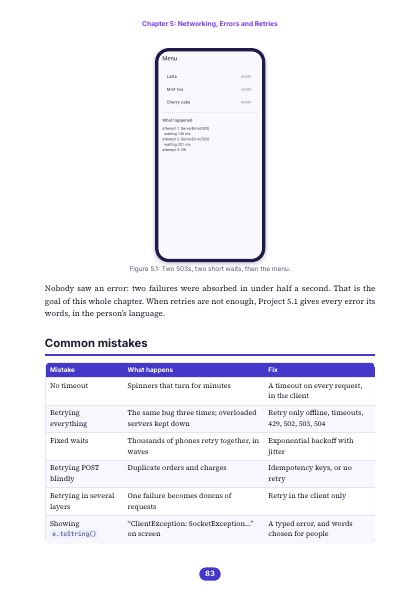 Chapter 5: Networking, Errors and Retries
Menu
Latte
Mint tea
Cherry cake
What happened
attempt 1: ServerError(503)
attempt 2: ServerError(503)
attempt 3: OK
Figure 5.1: Two 503s, two short waits, then the menu.
Nobody saw an error: two failures were absorbed in under half a second. That is the
goal of this whole chapter. When retries are not enough, Project 5.1 gives every error its
words, in the person’s language.
Common mistakes
Mistake What happens Fix
No timeout Spinners that turn for minutes A timeout on every request,
in the client
Retrying The same bug three times; overloaded Retry only offline, timeouts,
everything servers kept down 429, 502, 503, 504
Fixed waits Thousands of phones retry together, in Exponential backoff with
waves jitter
Retrying POST Duplicate orders and charges Idempotency keys, or no
blindly retry
Retrying in several One failure becomes dozens of Retry in the client only
layers requests
Showing “ClientException: SocketException…” A typed error, and words
e.toString() on screen chosen for people
83